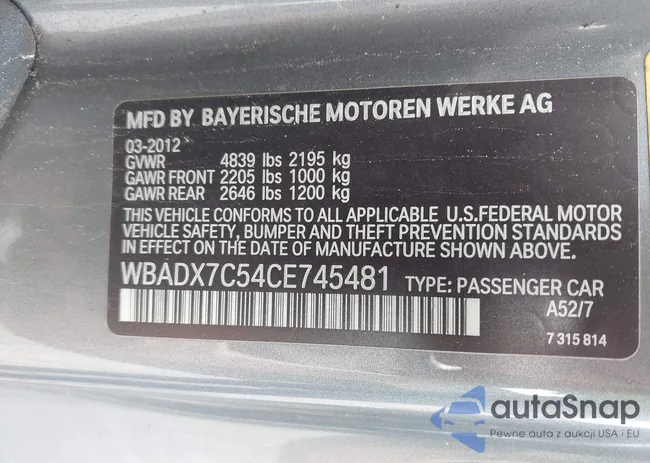 MFD BY BAYERISCHE MOTOREN WERKE AG
03-2012
GVWR 4839 lbs 2195 kg
GAWR FRONT 2205 lbs 1000 kg
GAWR REAR 2646 lbs 1200 kg
THIS VEHICLE CONFORMS TO ALL APPLICABLE U.S.FEDERAL MOTOR
VEHICLE SAFETY, BUMPER AND THEFT PREVENTION STANDARDS
IN EFFECT ON THE DATE OF MANUFACTURE SHOWN ABOVE.
WBADX7C54CE745481 TYPE: PASSENGER CAR
A52/7
7 315 814
autaSnap
Pewne auta z aukcji USA i EU